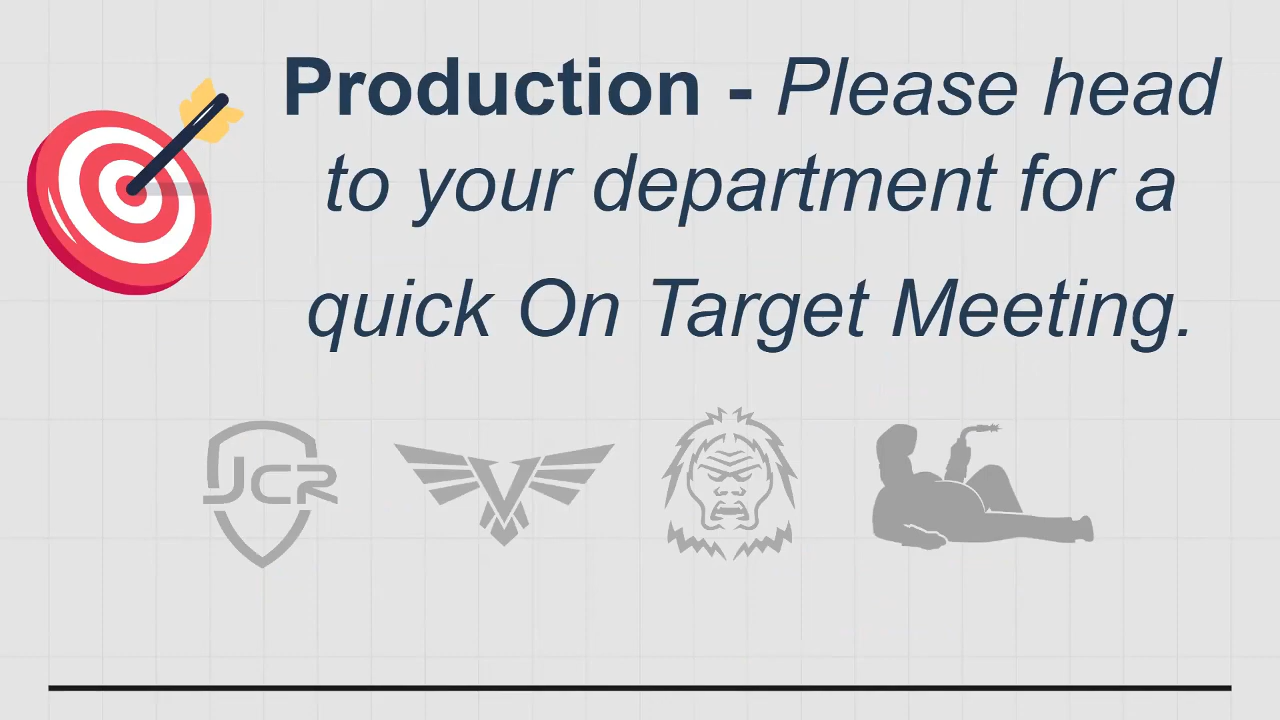 Production - Please head
to your department for a
quick On Target Meeting.
JCR